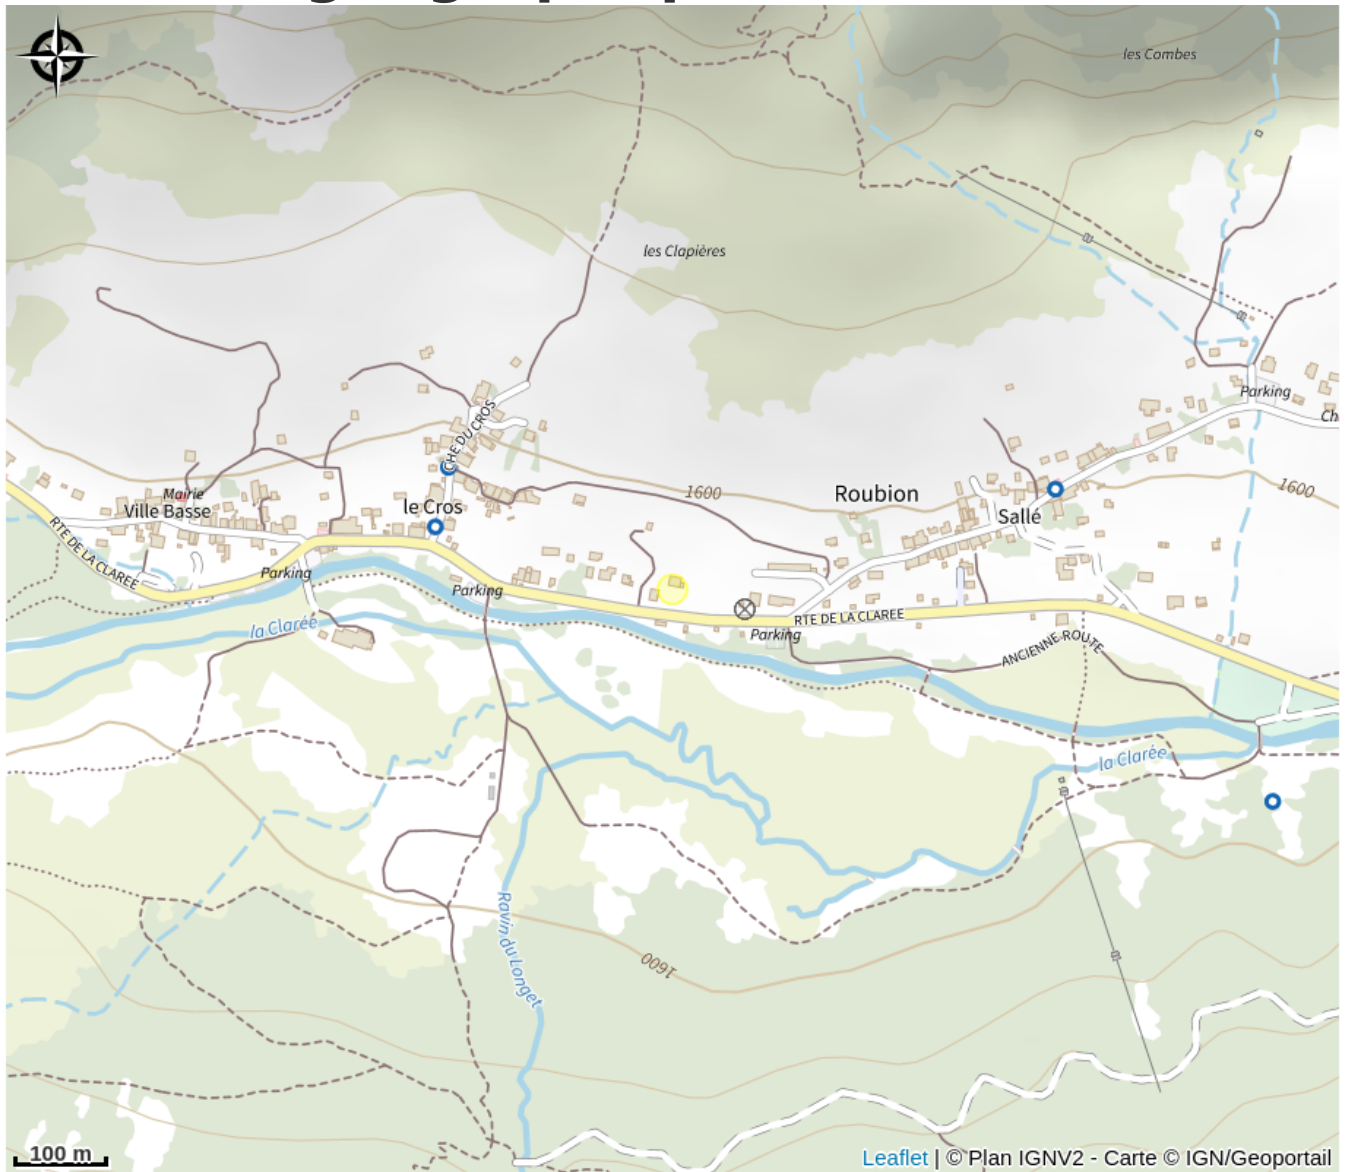 les Combes
les Clapières
Parking
Ch
CHE DU CROS
1600
1600
Roubion
Mairie
Ville Basse
le Cros
Sallé
RTE DE LA CLAREE
Parking
Parking
RTE DE LA CLAREE
Parking
la Clarée
ANCIENNE ROUTE
la Clarée
Ravin du Longet
1600
100 m
Leaflet | © Plan IGNV2 - Carte © IGN/Geoportail